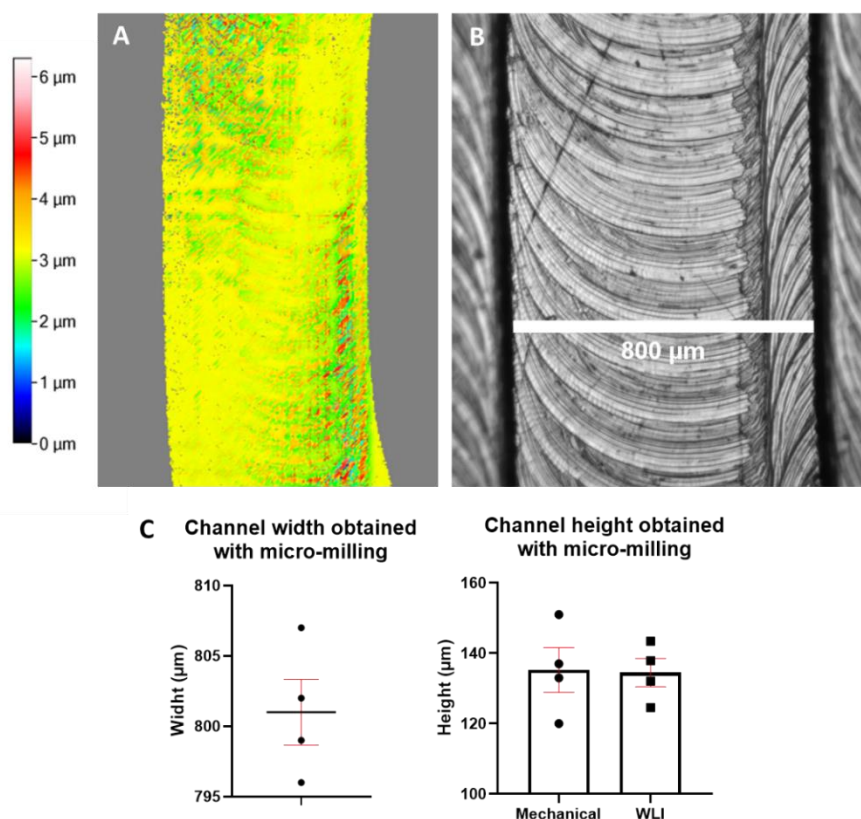 A
B
6 µm
5 µm
4 µm
3 µm
2 µm
1 µm
0 µm
800 µm
C
Channel width obtained
with micro-milling
810
805
800
795
Widht (µm)
Channel height obtained
with micro-milling
160
140
120
100
Height (µm)
Mechanical
WLI